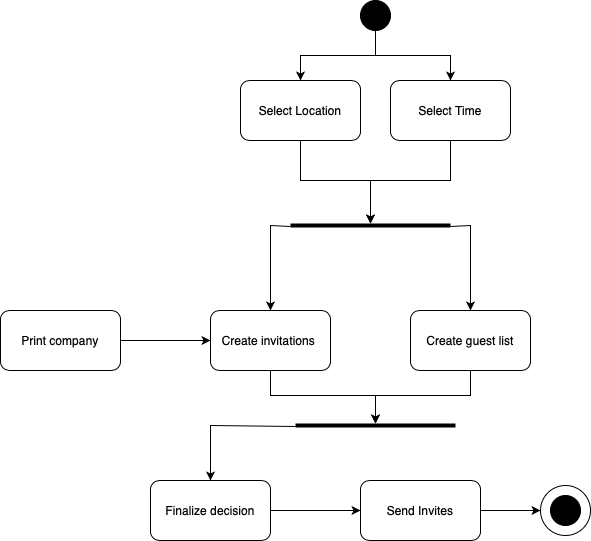 Select Location
Select Time
Print company
Create invitations
Create guest list
Finalize decision
Send Invites